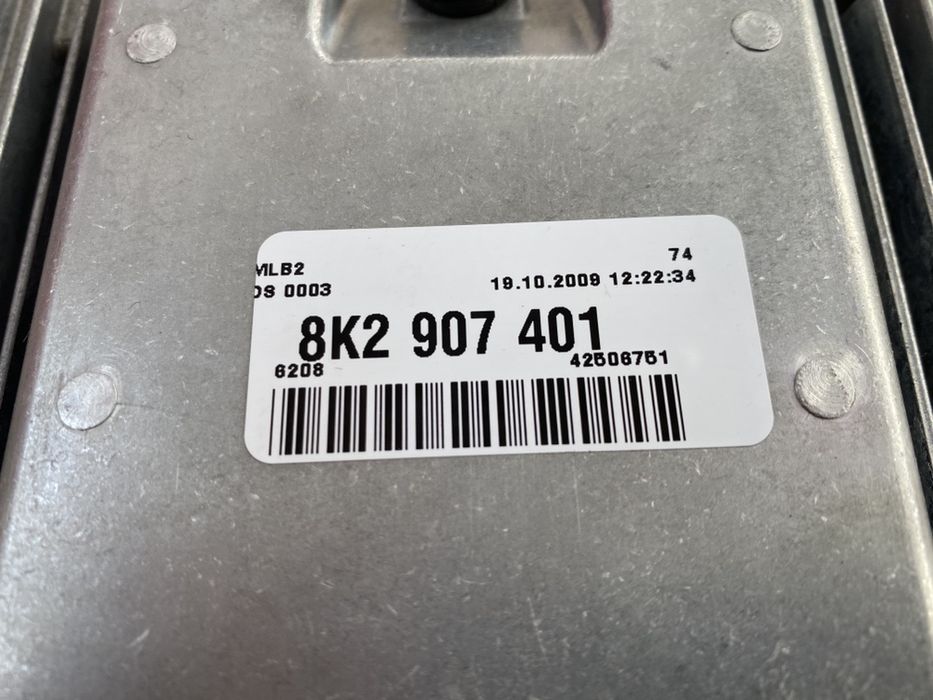 MLB2 74
DS 0003 19.10.2009 12:22:34
8K2 907 401
6208 42506751